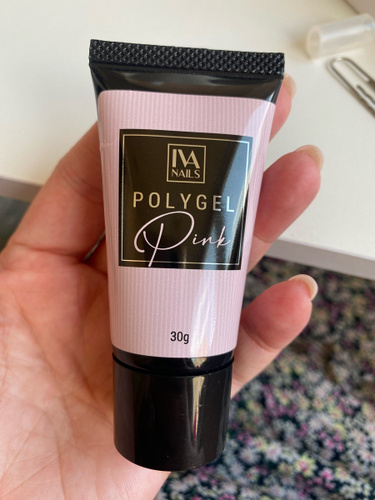 IVA
NAILS
POLYGEL
Pink
30g